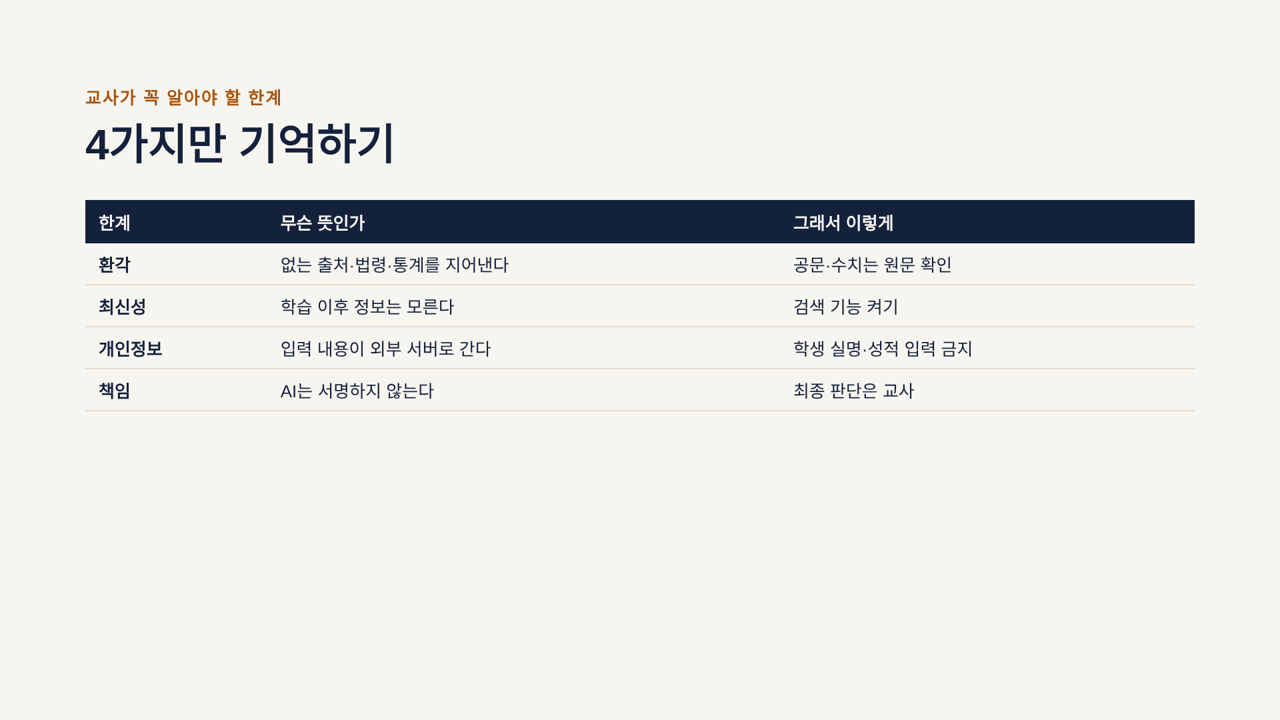 교사가 꼭 알아야 할 한계
4가지만 기억하기
한계 무슨 뜻인가 그래서 이렇게
환각 없는 출처·법령·통계를 지어낸다 공문·수치는 원문 확인
최신성 학습 이후 정보는 모른다 검색 기능 켜기
개인정보 입력 내용이 외부 서버로 간다 학생 실명·성적 입력 금지
책임 AI는 서명하지 않는다 최종 판단은 교사